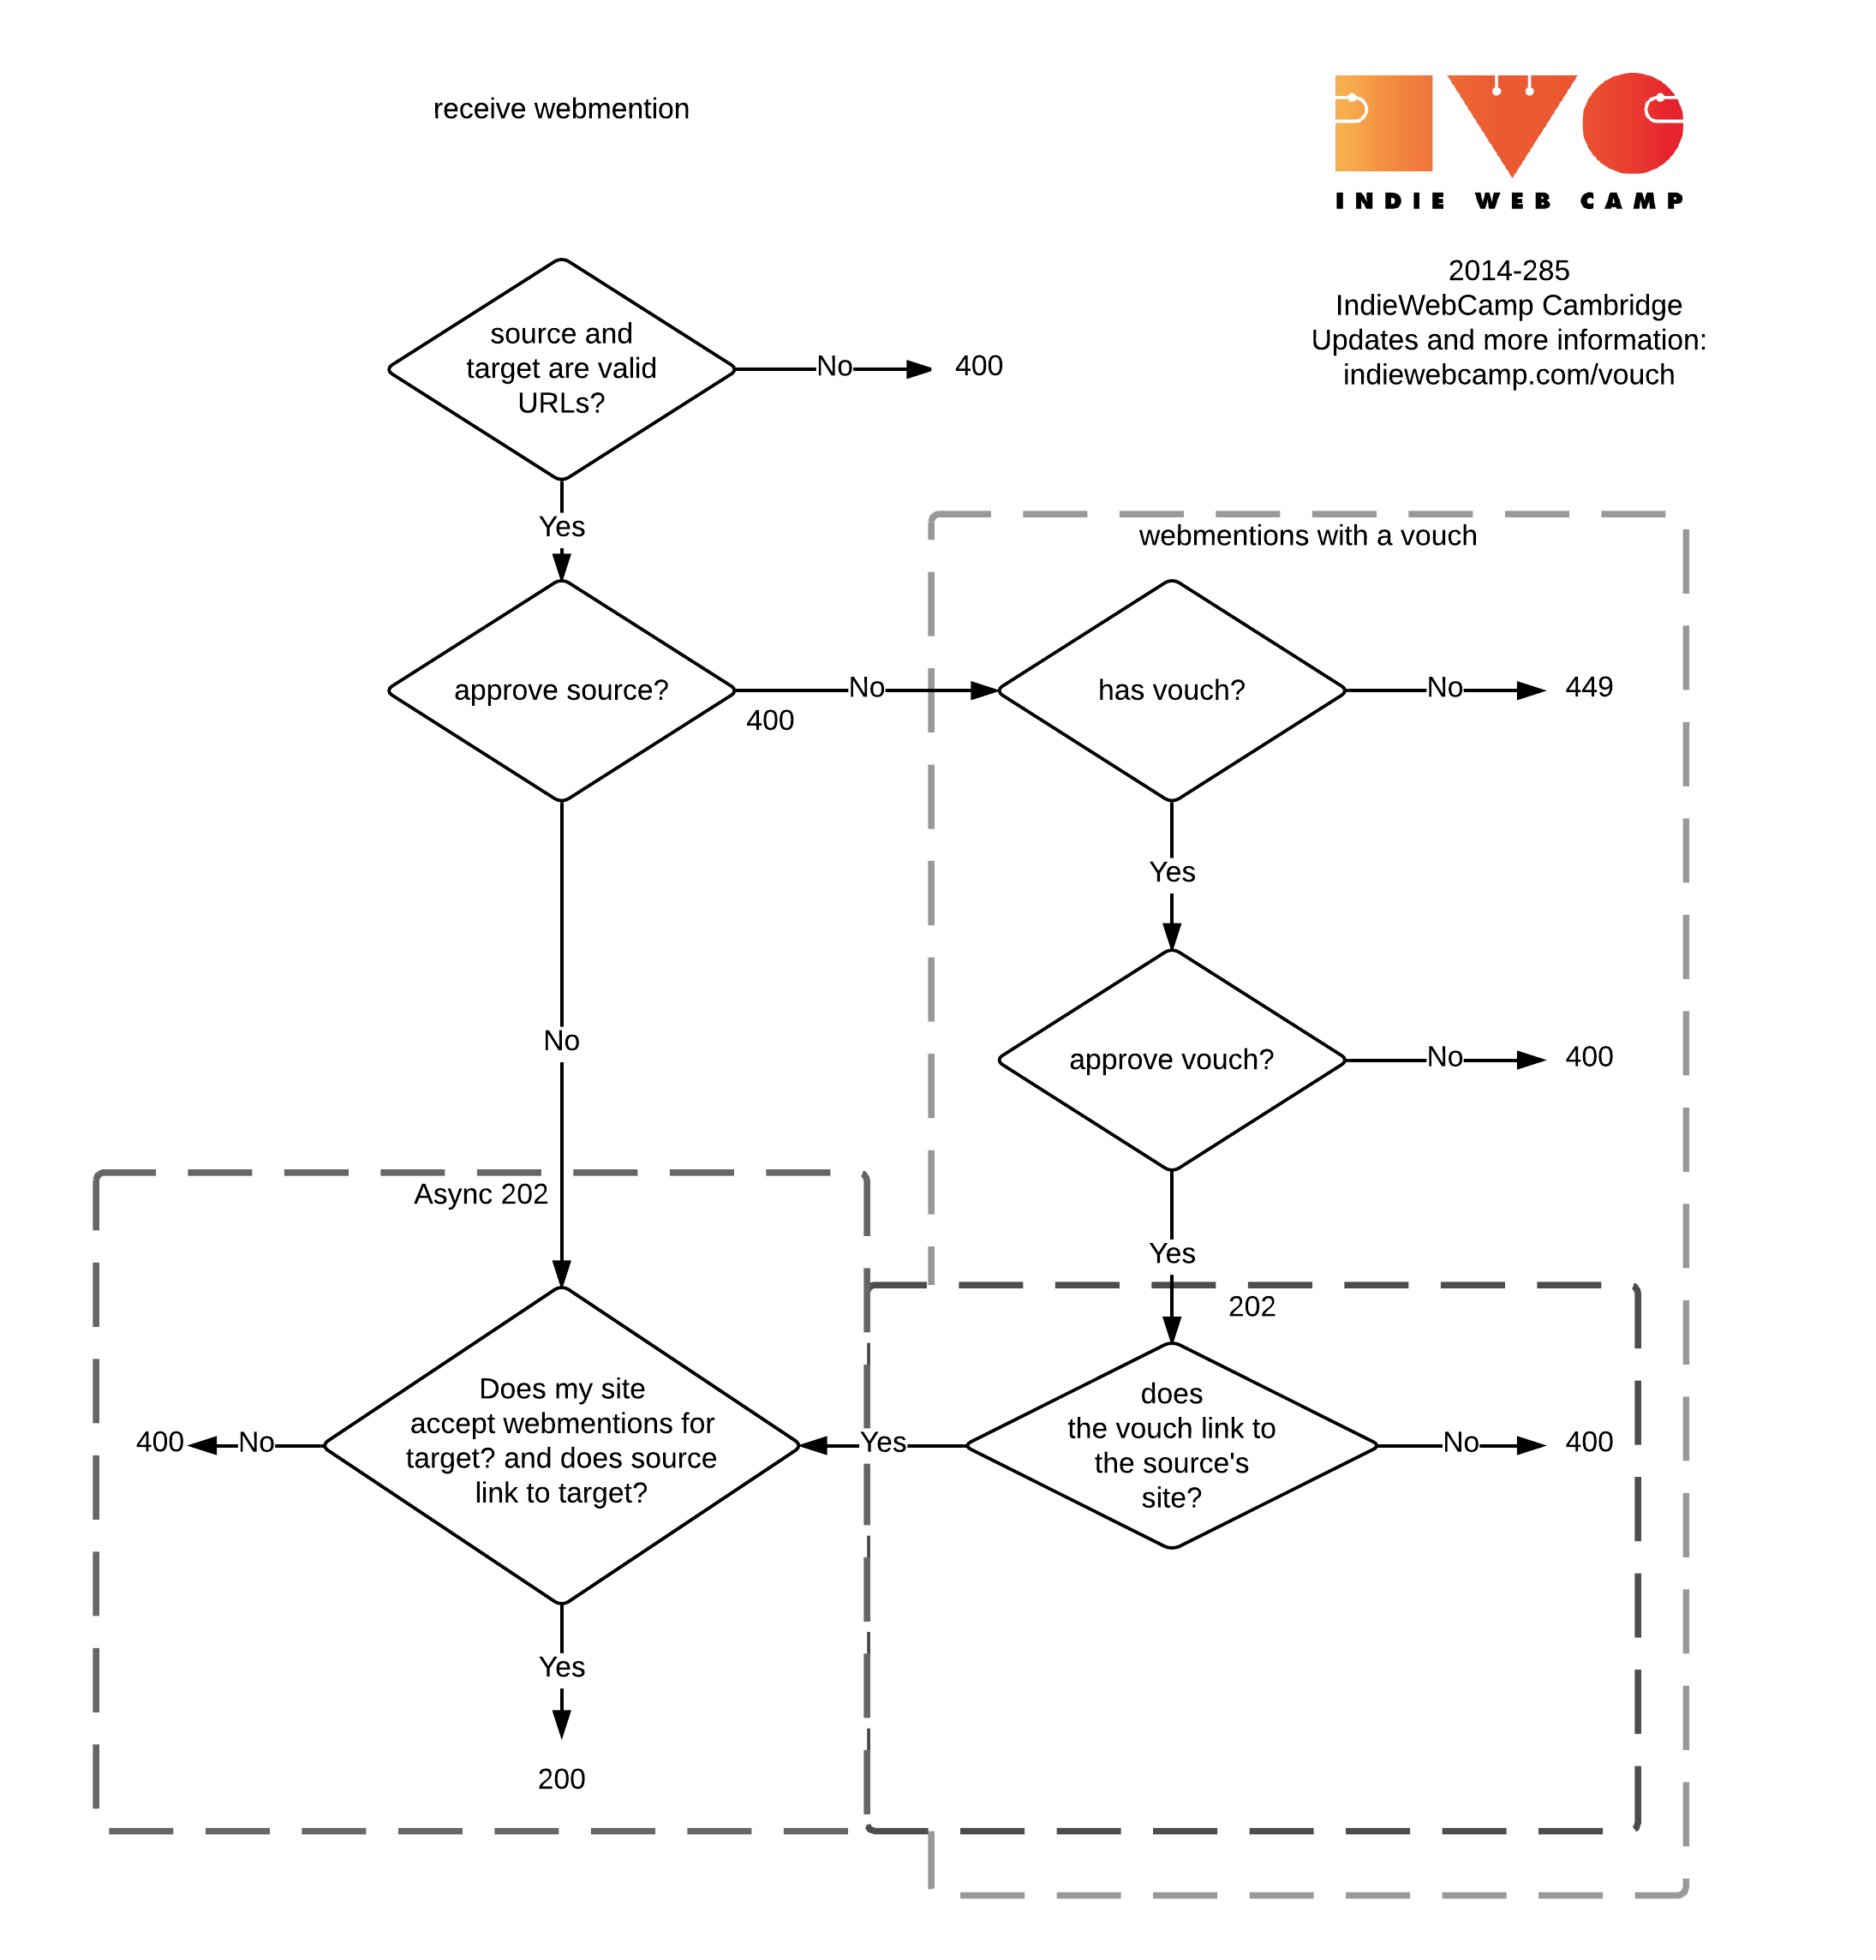 receive webmention
INDIE WEB CAMP
2014-285
IndieWebCamp Cambridge
Updates and more information:
indiewebcamp.com/vouch
source and
target are valid
URLs?
No
400
Yes
webmentions with a vouch
approve source?
No
400
has vouch?
No
449
Yes
No
approve vouch?
No
400
Async 202
Yes
202
Does my site
accept webmentions for
target? and does source
link to target?
400
No
Yes
does
the vouch link to
the source's
site?
No
400
Yes
200